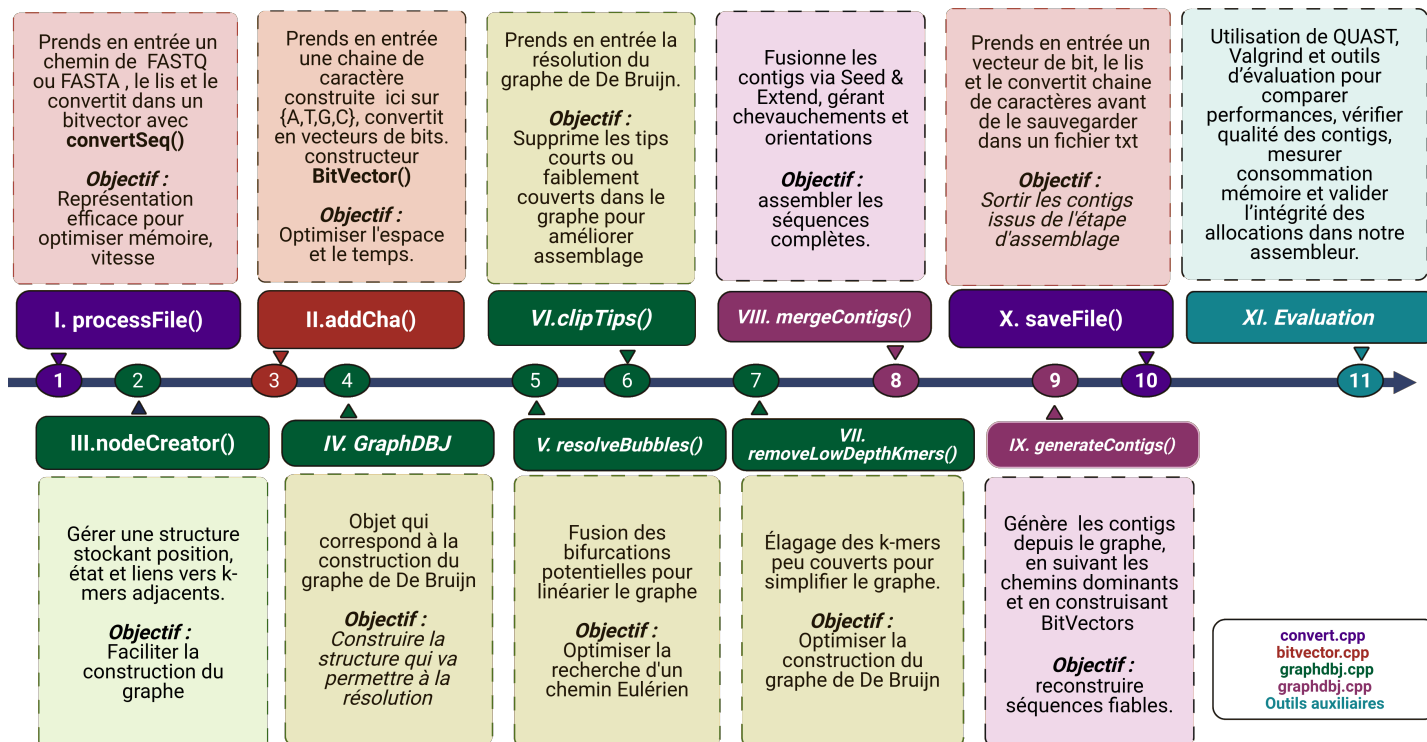 Prends en entrée un
chemin de  FASTQ
ou FASTA , le lis et le
convertit dans un
bitvector avec
convertSeq()
Objectif :
Représentation
efficace pour
optimiser mémoire,
vitesse
Prends en entrée
une chaine de
caractère
construite  ici sur
{A,T,G,C}, convertit
en vecteurs de bits.
constructeur
BitVector()
Objectif :
Optimiser l'espace
et le temps.
Prends en entrée la
résolution du
graphe de De Bruijn.
Objectif :
Supprime les tips
courts ou
faiblement
couverts dans le
graphe pour
améliorer
assemblage
Fusionne les
contigs via Seed &
Extend, gérant
chevauchements et
orientations
Objectif :
assembler les
séquences
complètes.
Prends en entrée un
vecteur de bit, le lis
et le convertit chaine
de caractères avant
de le sauvegarder
dans un fichier txt
Objectif :
Sortir les contigs
issus de l'étape
d'assemblage
Utilisation de QUAST,
Valgrind et outils
d’évaluation pour
comparer
performances, vérifier
qualité des contigs,
mesurer
consommation
mémoire et valider
l’intégrité des
allocations dans notre
assembleur.
I. processFile()
II.addCha()
VI.clipTips()
VIII. mergeContigs()
X. saveFile()
XI. Evaluation
1
2
3
4
5
6
7
8
9
10
11
III.nodeCreator()
IV. GraphDBJ
V. resolveBubbles()
VII.
removeLowDepthKmers()
IX. generateContigs()
Gérer une structure
stockant position,
état et liens vers k-
mers adjacents.
Objectif :
Faciliter la
construction du
graphe
Objet qui
correspond à la
construction du
graphe de De Bruijn
Objectif :
Construire la
structure qui va
permettre à la
résolution
Fusion des
bifurcations
potentielles pour
linéarier le graphe
Objectif :
Optimiser la
recherche d'un
chemin Eulérien
Élagage des k-mers
peu couverts pour
simplifier le graphe.
Objectif :
Optimiser la
construction du
graphe de De Bruijn
Génère  les contigs
depuis le graphe,
en suivant les
chemins dominants
et en construisant
BitVectors
Objectif :
reconstruire
séquences fiables.
convert.cpp
bitvector.cpp
graphdbj.cpp
graphdbj.cpp
Outils auxiliaires